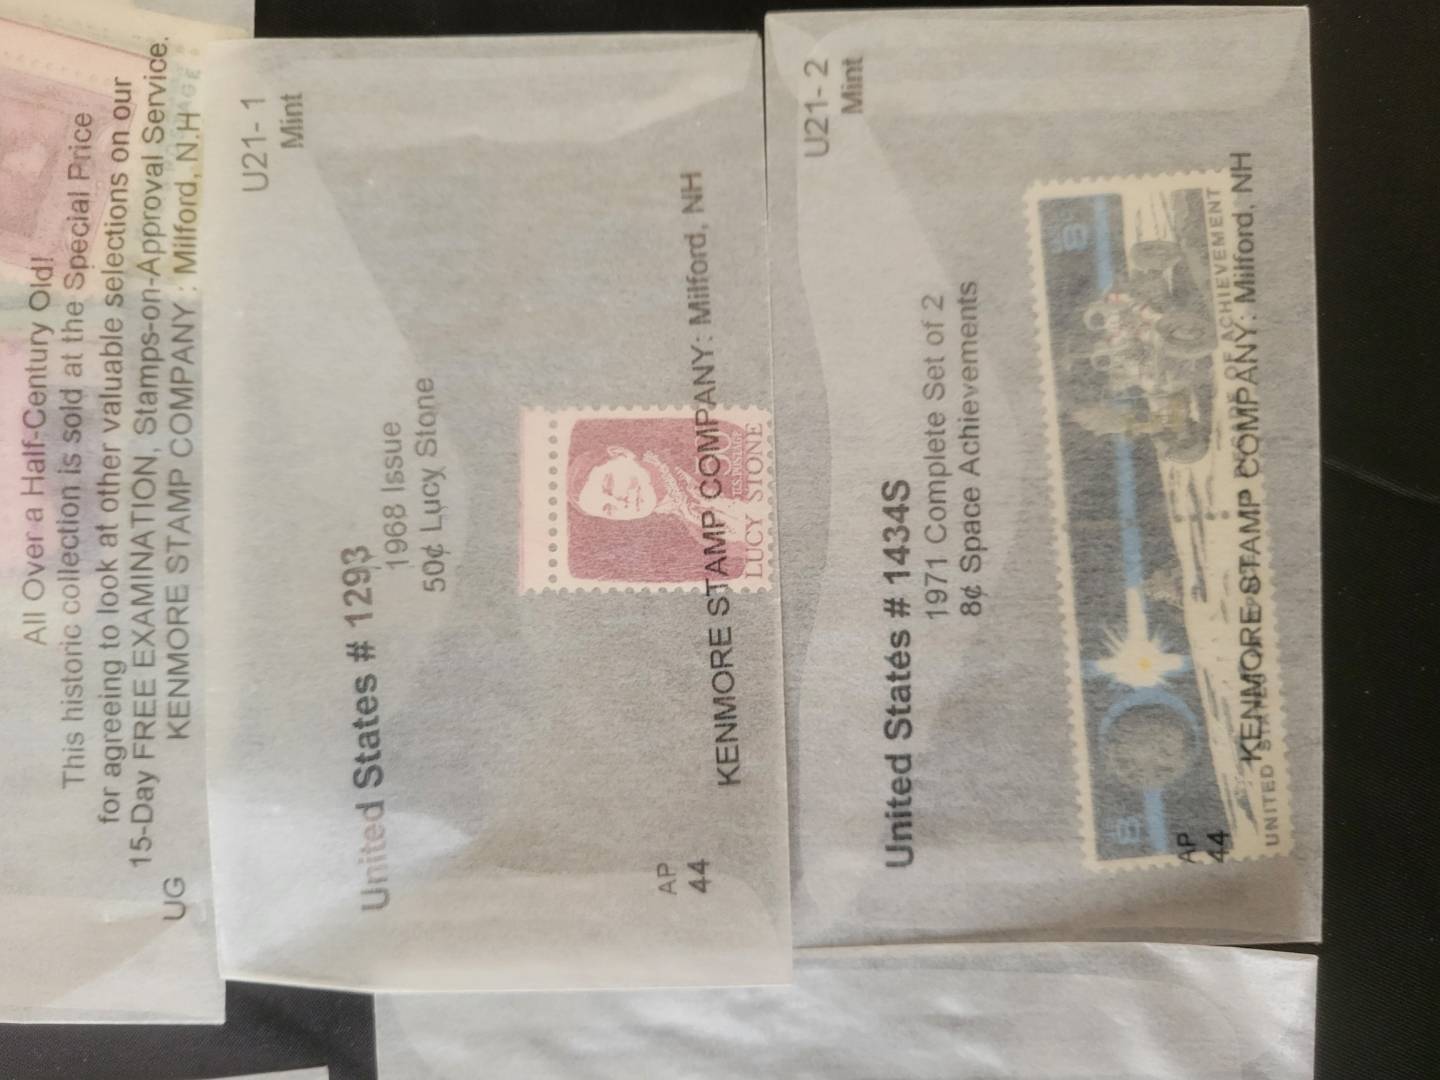 All Over a Half-Century Old!
This historic collection is sold at the Special Price
for agreeing to look at other valuable selections on our
15-Day FREE EXAMINATION, Stamps-on-Approval Service.
KENMORE STAMP COMPANY : Milford, N.H
UG
U21- 1
Mint
United States # 1293
1968 Issue
50¢ Lucy Stone
U.S. POSTAGE
LUCY STONE
AP
44
KENMORE STAMP COMPANY: Milford, NH
U21- 2
Mint
United States # 1434S
1971 Complete Set of 2
8¢ Space Achievements
8¢
8¢
UNITED
OF ACHIEVEMENT
AP
44
KENMORE STAMP COMPANY: Milford, NH